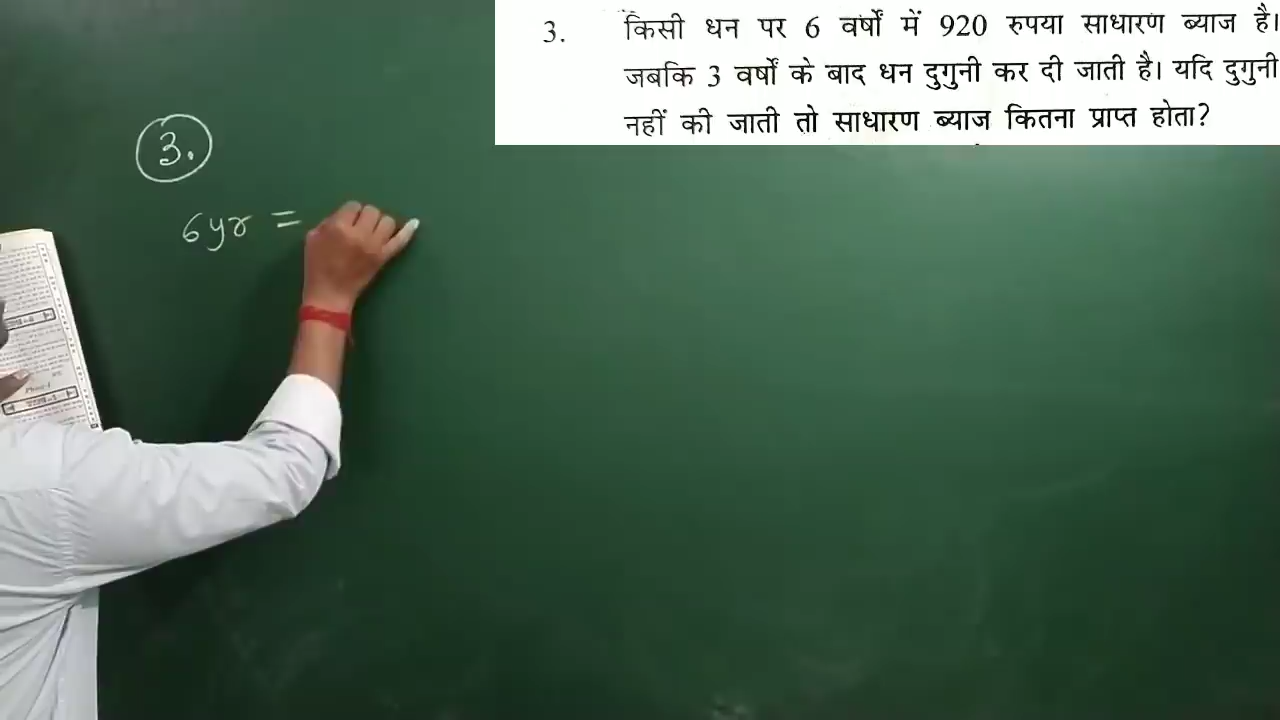 3. किसी धन पर 6 वर्षों में 920 रुपया साधारण ब्याज है।
जबकि 3 वर्षों के बाद धन दुगुनी कर दी जाती है। यदि दुगुनी
नहीं की जाती तो साधारण ब्याज कितना प्राप्त होता?
3.
6yr =